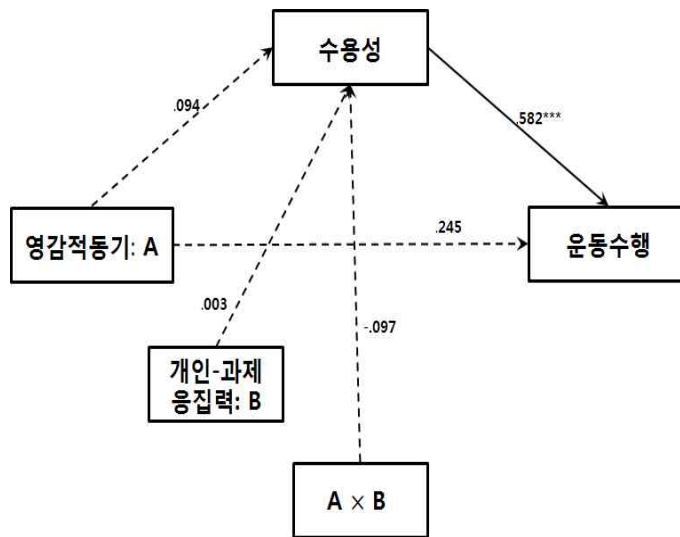 수용성
.094
.582***
영감적동기: A
.245
운동수행
.003
-.097
개인-과제
응집력: B
A × B